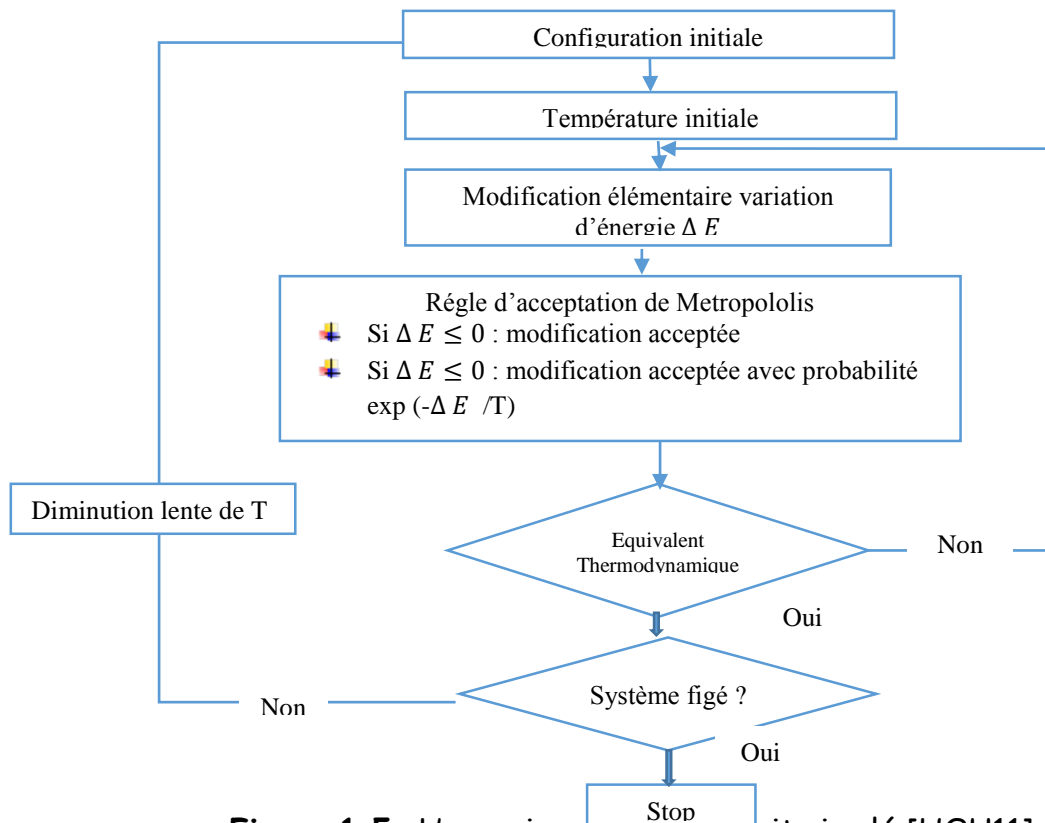 Configuration initiale
Température initiale
Modification élémentaire variation
d’énergie Δ E
Régle d’acceptation de Metropololis
Si Δ E ≤ 0 : modification acceptée
Si Δ E ≤ 0 : modification acceptée avec probabilité
exp (-Δ E /T)
Diminution lente de T
Equivalent
Thermodynamique
Non
Oui
Système figé ?
Non
Oui
Stop